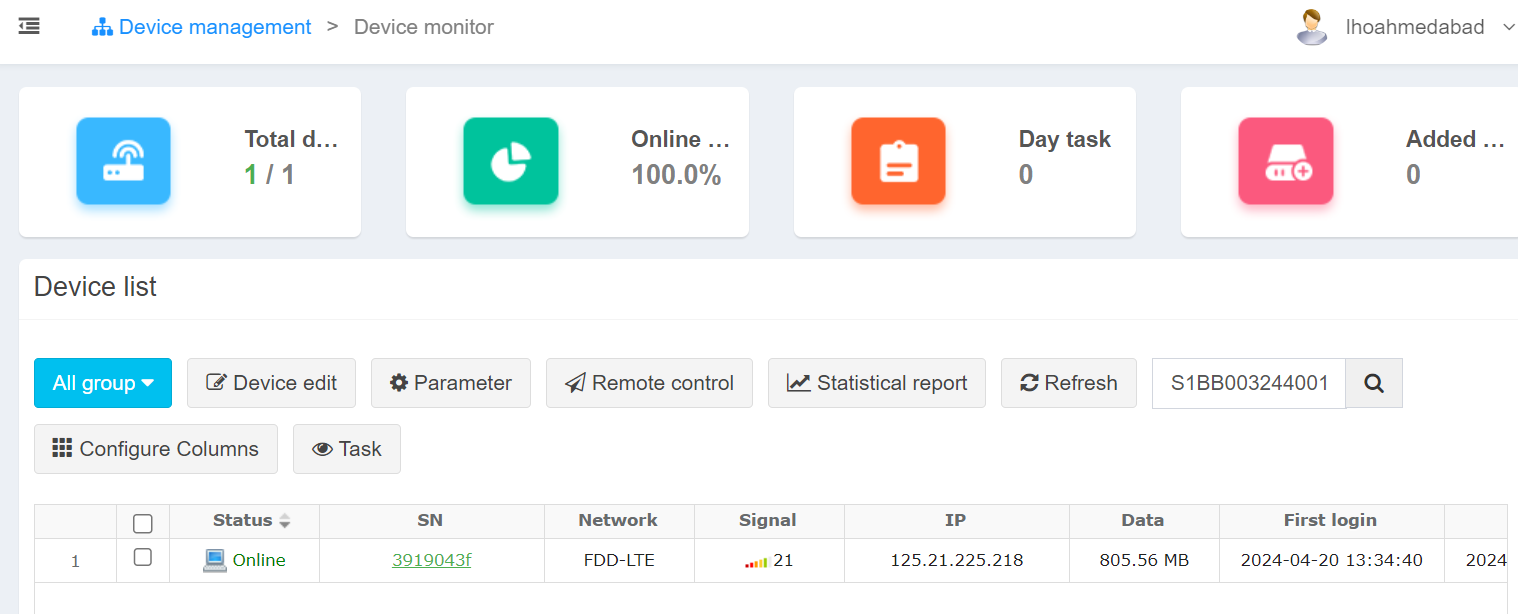 Device management > Device monitor
lhoahmedabad
Total d...
1 / 1
Online ...
100.0%
Day task
0
Added ...
0
Device list
All group
Device edit
Parameter
Remote control
Statistical report
Refresh
S1BB003244001
Configure Columns
Task
Status SN Network Signal IP Data First login
1 Online 3919043f FDD-LTE 21 125.21.225.218 805.56 MB 2024-04-20 13:34:40 2024